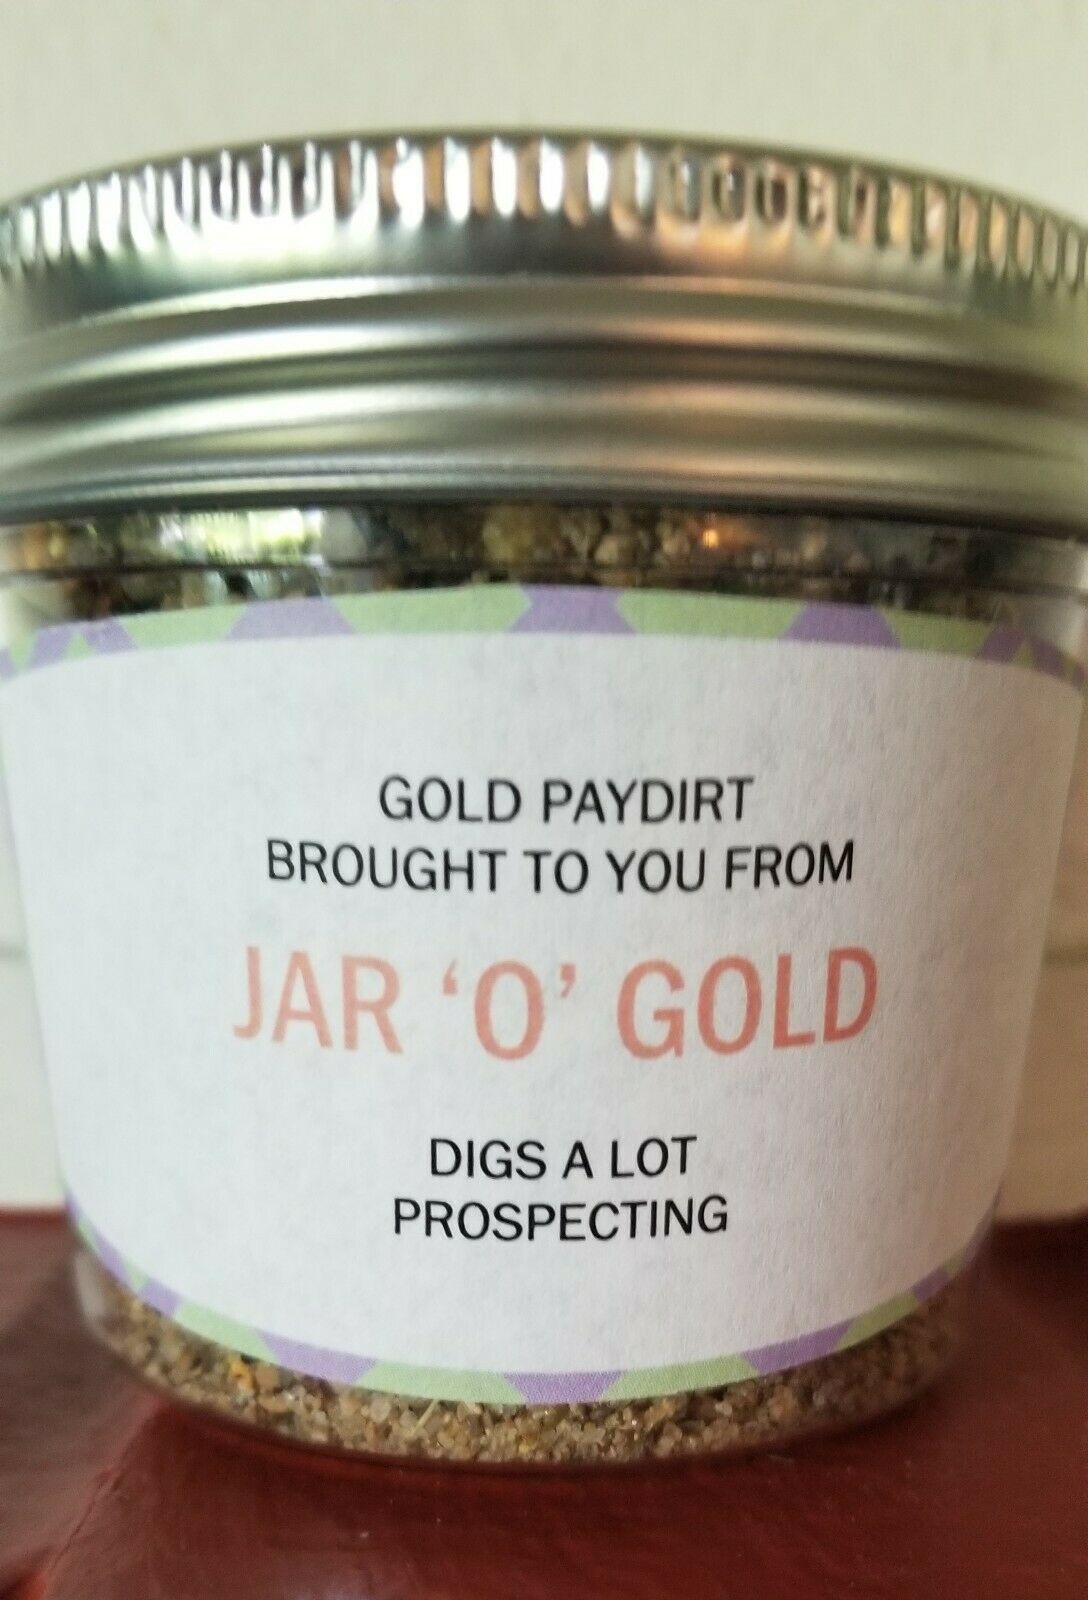 GOLD PAYDIRT
BROUGHT TO YOU FROM
JAR ‘O’ GOLD
DIGS A LOT
PROSPECTING